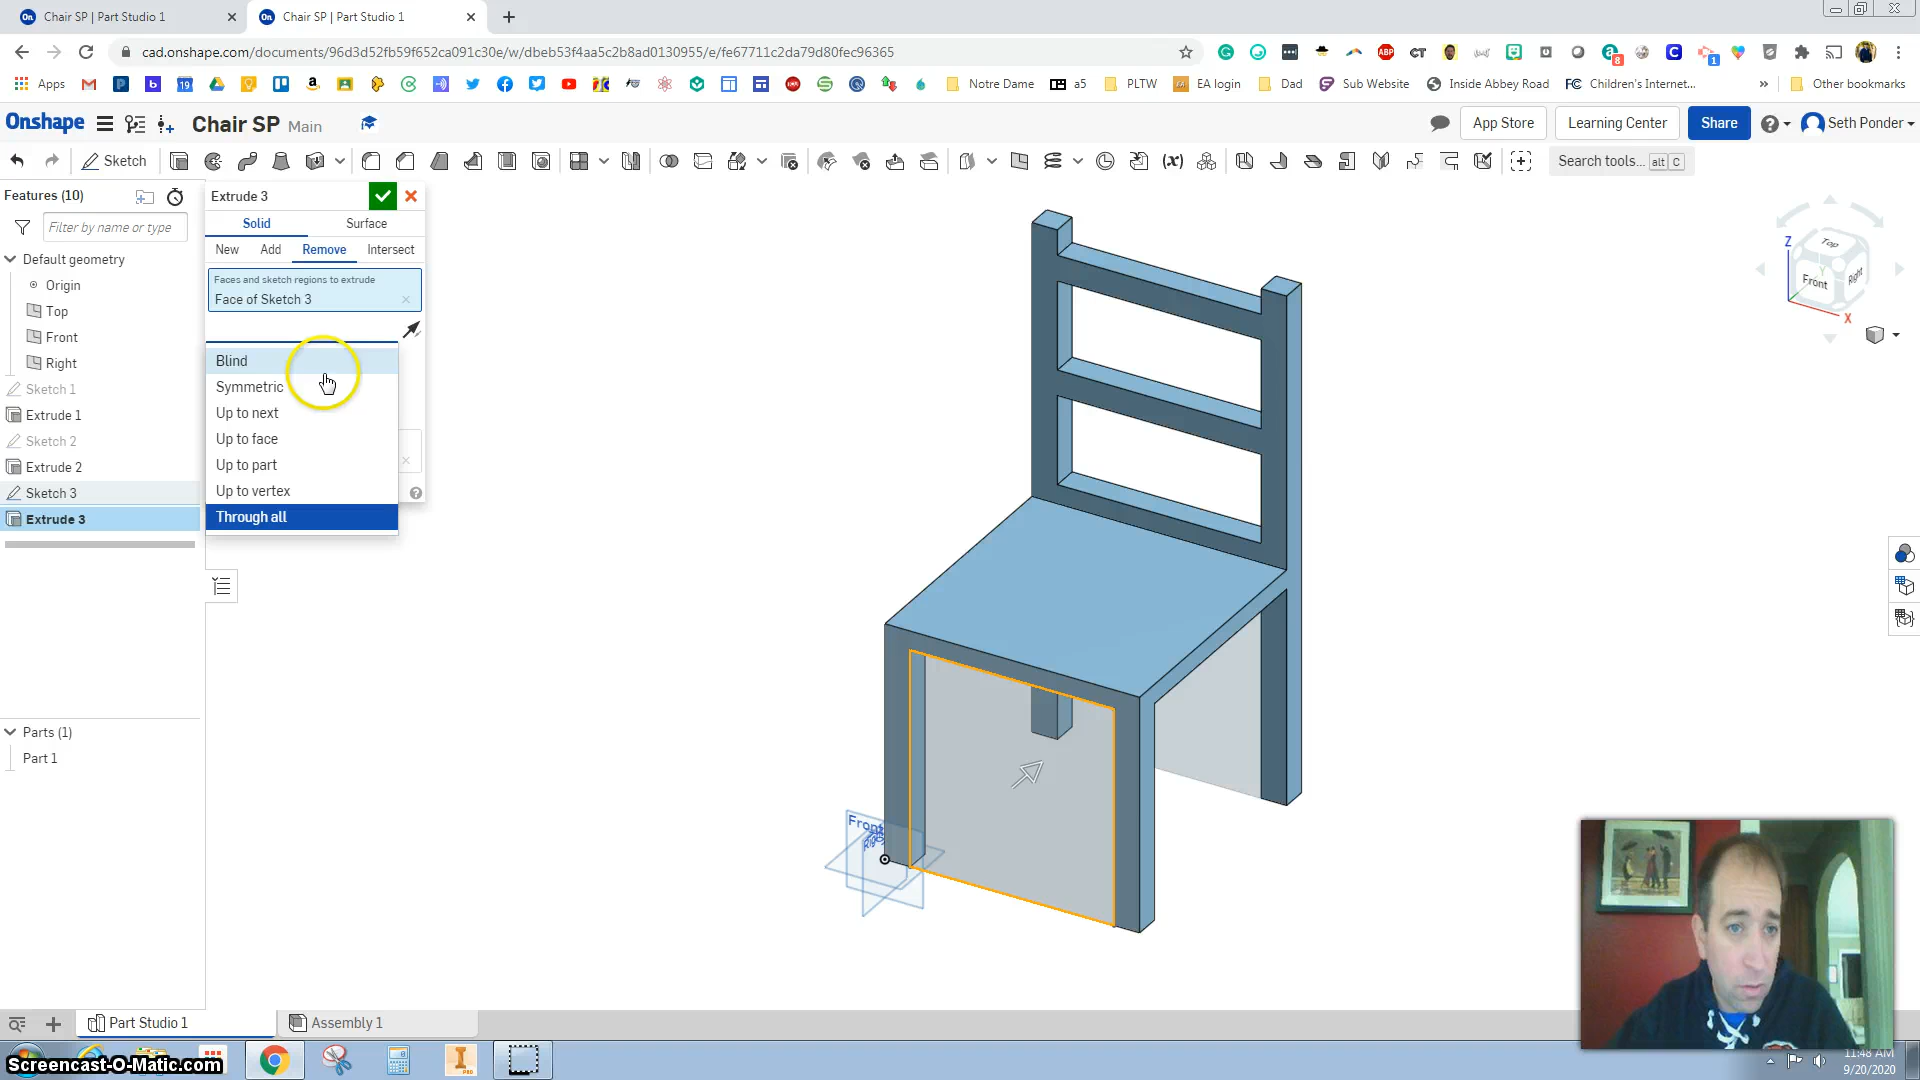 Chair SP | Part Studio 1
Chair SP | Part Studio 1
cad.onshape.com/documents/96d3d52fb59f652ca091c30e/w/dbeb53f4aa5c2b8ad0130955/e/fe67711c2da79d80fec96365
Apps
Notre Dame
a5
PLTW
EA login
Dad
Sub Website
Inside Abbey Road
Children's Internet...
Other bookmarks
Onshape
Chair SP Main
App Store
Learning Center
Share
Seth Ponder
Sketch
Search tools... alt C
Features (10)
Filter by name or type
Default geometry
Origin
Top
Front
Right
Sketch 1
Extrude 1
Sketch 2
Extrude 2
Sketch 3
Extrude 3
Parts (1)
Part 1
Extrude 3
Solid Surface
New Add Remove Intersect
Faces and sketch regions to extrude
Face of Sketch 3
Blind
Symmetric
Up to next
Up to face
Up to part
Up to vertex
Through all
Front
Z
Top
Front
Right
X
Part Studio 1
Assembly 1
Screencast-O-Matic.com
11:48 AM
9/20/2020